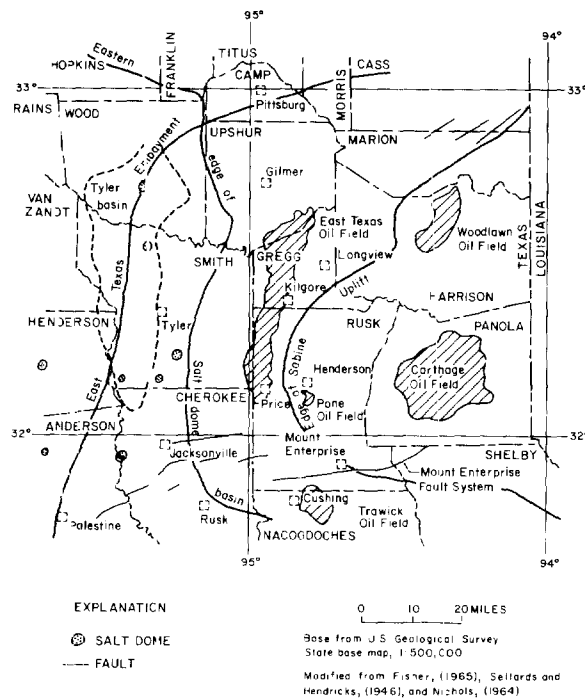 95°
94°
TITUS
Eastern
FRANKLIN
CAMP
CASS
HOPKINS
MORRIS
33°
33°
Pittsburg
RAINS
WOOD
UPSHUR
MARION
Embayment
edge of
Tyler
basin
Gilmer
VAN
ZANDT
East Texas
Oil Field
Woodlawn
Oil Field
TEXAS
LOUISIANA
SMITH
GREGG
Longview
Texas
Kilgore
Uplift
HARRISON
HENDERSON
Tyler
RUSK
PANOLA
Salt
Henderson
Carthage
Oil Field
East
CHEROKEE
Price
Pone
Oil Field
dome
Edge of Sabine
ANDERSON
32°
32°
Mount
Enterprise
Jacksonville
SHELBY
Mount Enterprise
Fault System
basin
Cushing
Trawick
Oil Field
Palestine
Rusk
NACOGDOCHES
95°
94°
EXPLANATION
SALT DOME
FAULT
0 10 20 MILES
Base from U.S. Geological Survey
State base map, 1:500,000
Modified from Fisher, (1965), Sellards and
Hendricks, (1946), and Nichols, (1964)